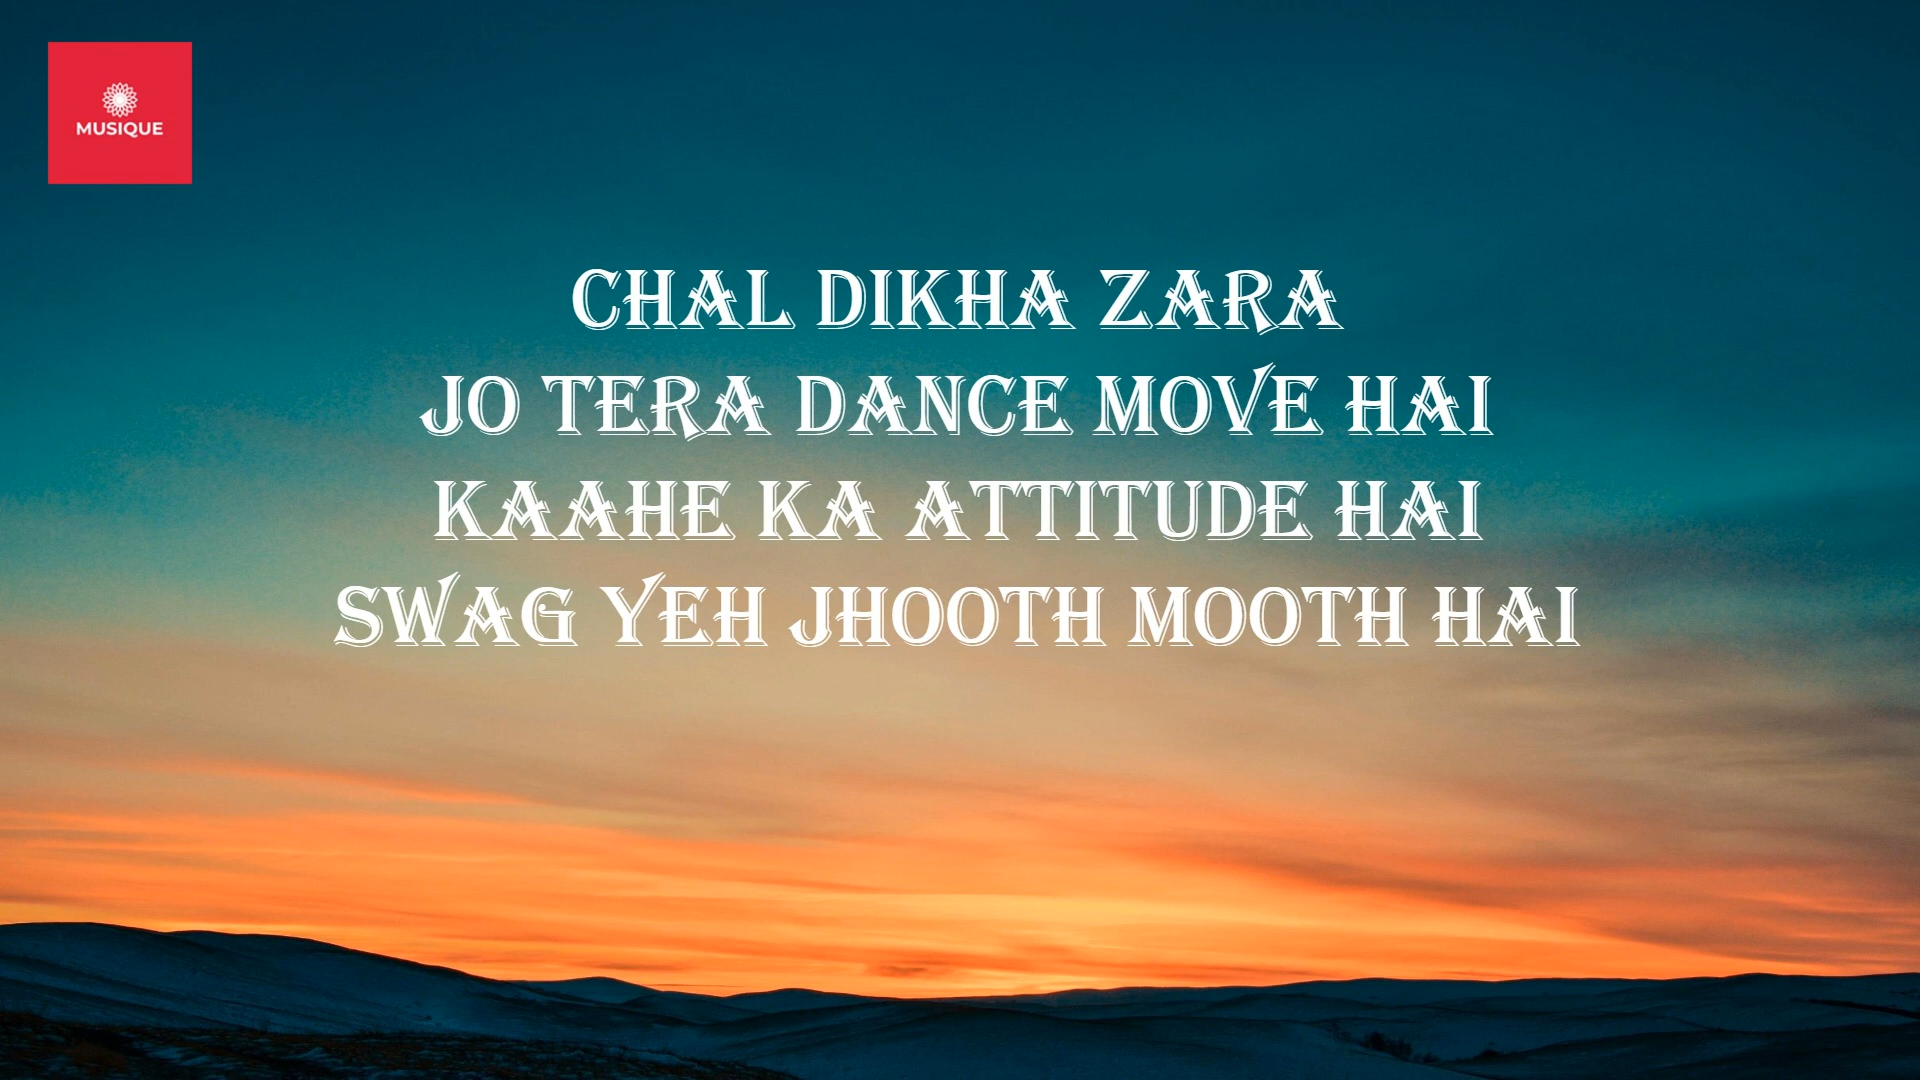 MUSIQUE
CHAL DIKHA ZARA
JO TERA DANCE MOVE HAI
KAAHE KA ATTITUDE HAI
SWAG YEH JHOOTH MOOTH HAI